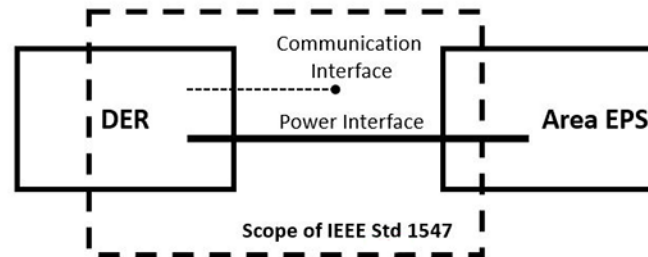 Communication
Interface
DER
Power Interface
Area EPS
Scope of IEEE Std 1547